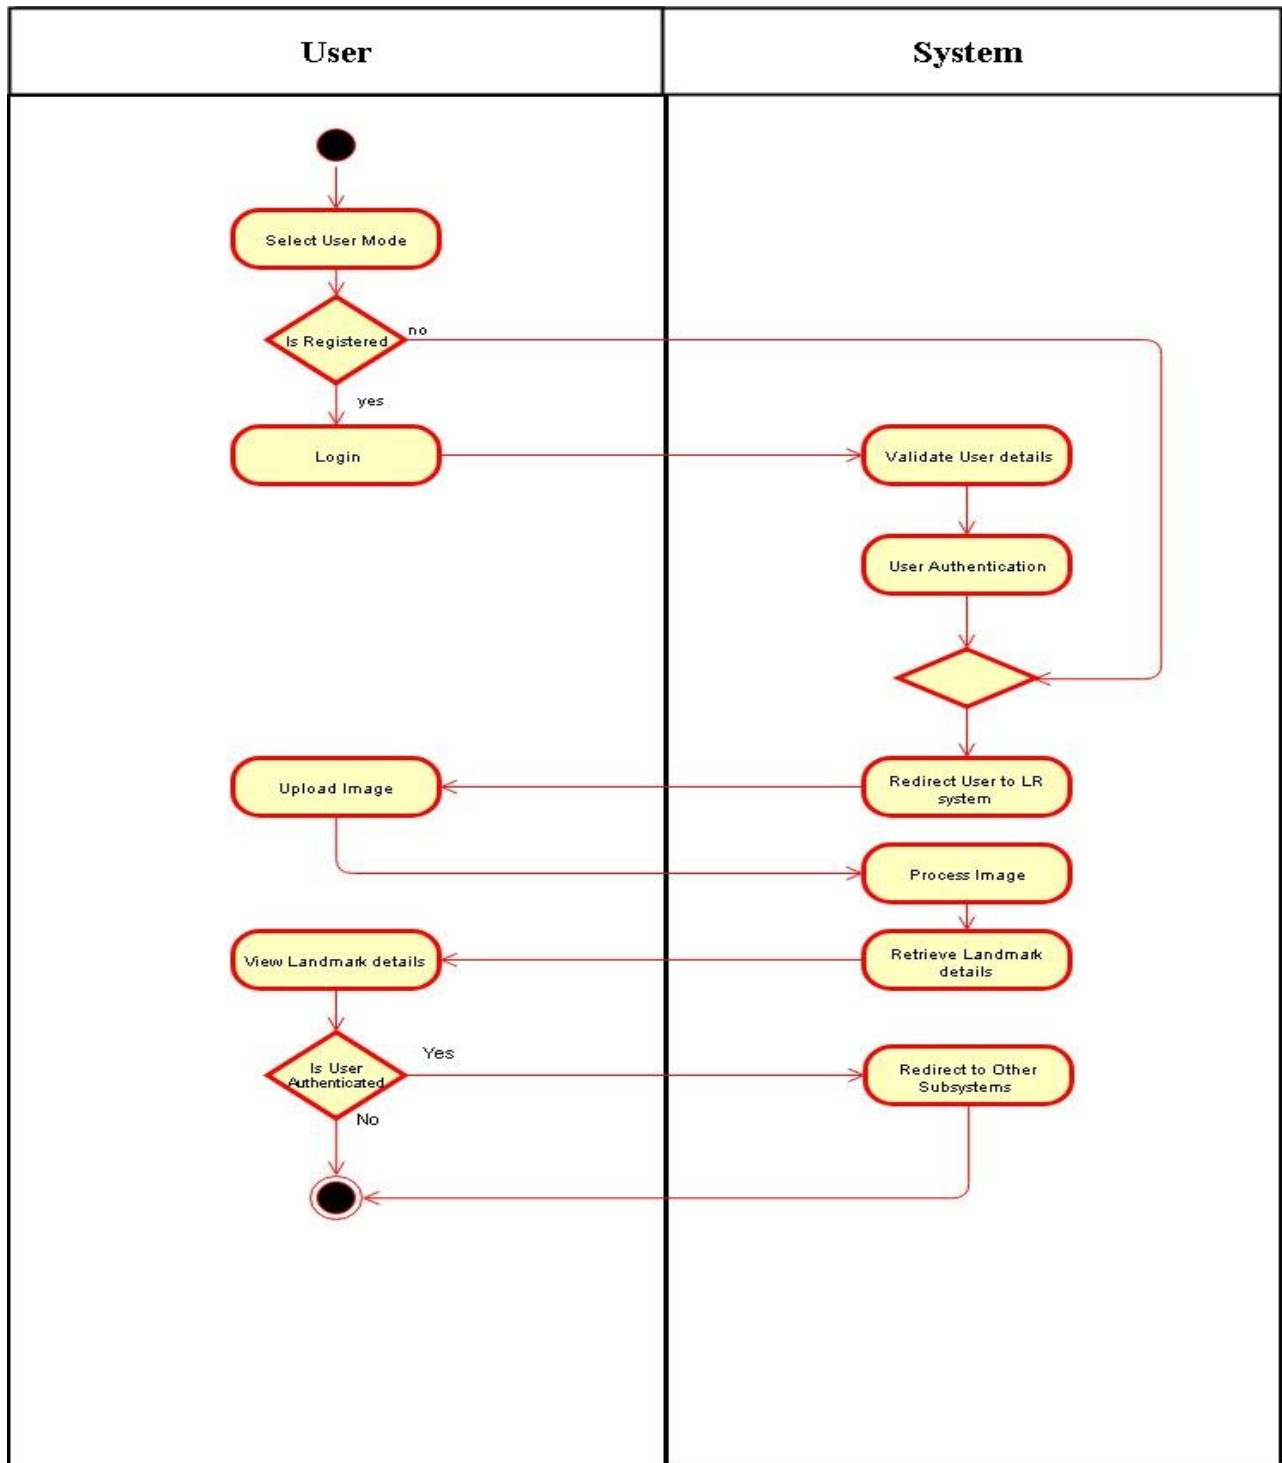 User
System
Select User Mode
Is Registered
no
yes
Login
Validate User details
User Authentication
Redirect User to LR
system
Upload Image
Process Image
Retrieve Landmark
details
View Landmark details
Is User
Authenticated
Yes
No
Redirect to Other
Subsystems